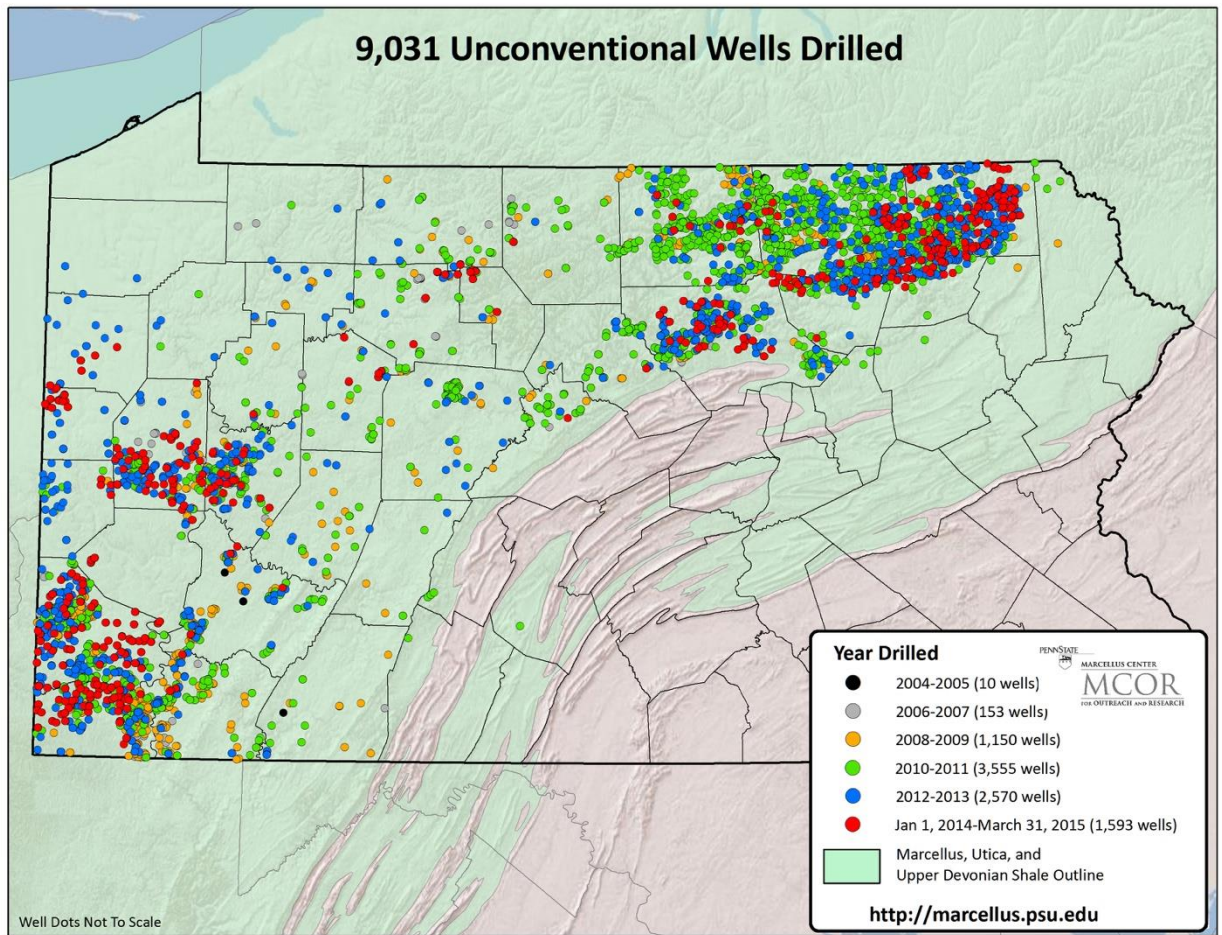 9,031 Unconventional Wells Drilled
Year Drilled
PENNSTATE
MARCELLUS CENTER
MCOR
FOR OUTREACH AND RESEARCH
2004-2005 (10 wells)
2006-2007 (153 wells)
2008-2009 (1,150 wells)
2010-2011 (3,555 wells)
2012-2013 (2,570 wells)
Jan 1, 2014-March 31, 2015 (1,593 wells)
Marcellus, Utica, and
Upper Devonian Shale Outline
http://marcellus.psu.edu
Well Dots Not To Scale